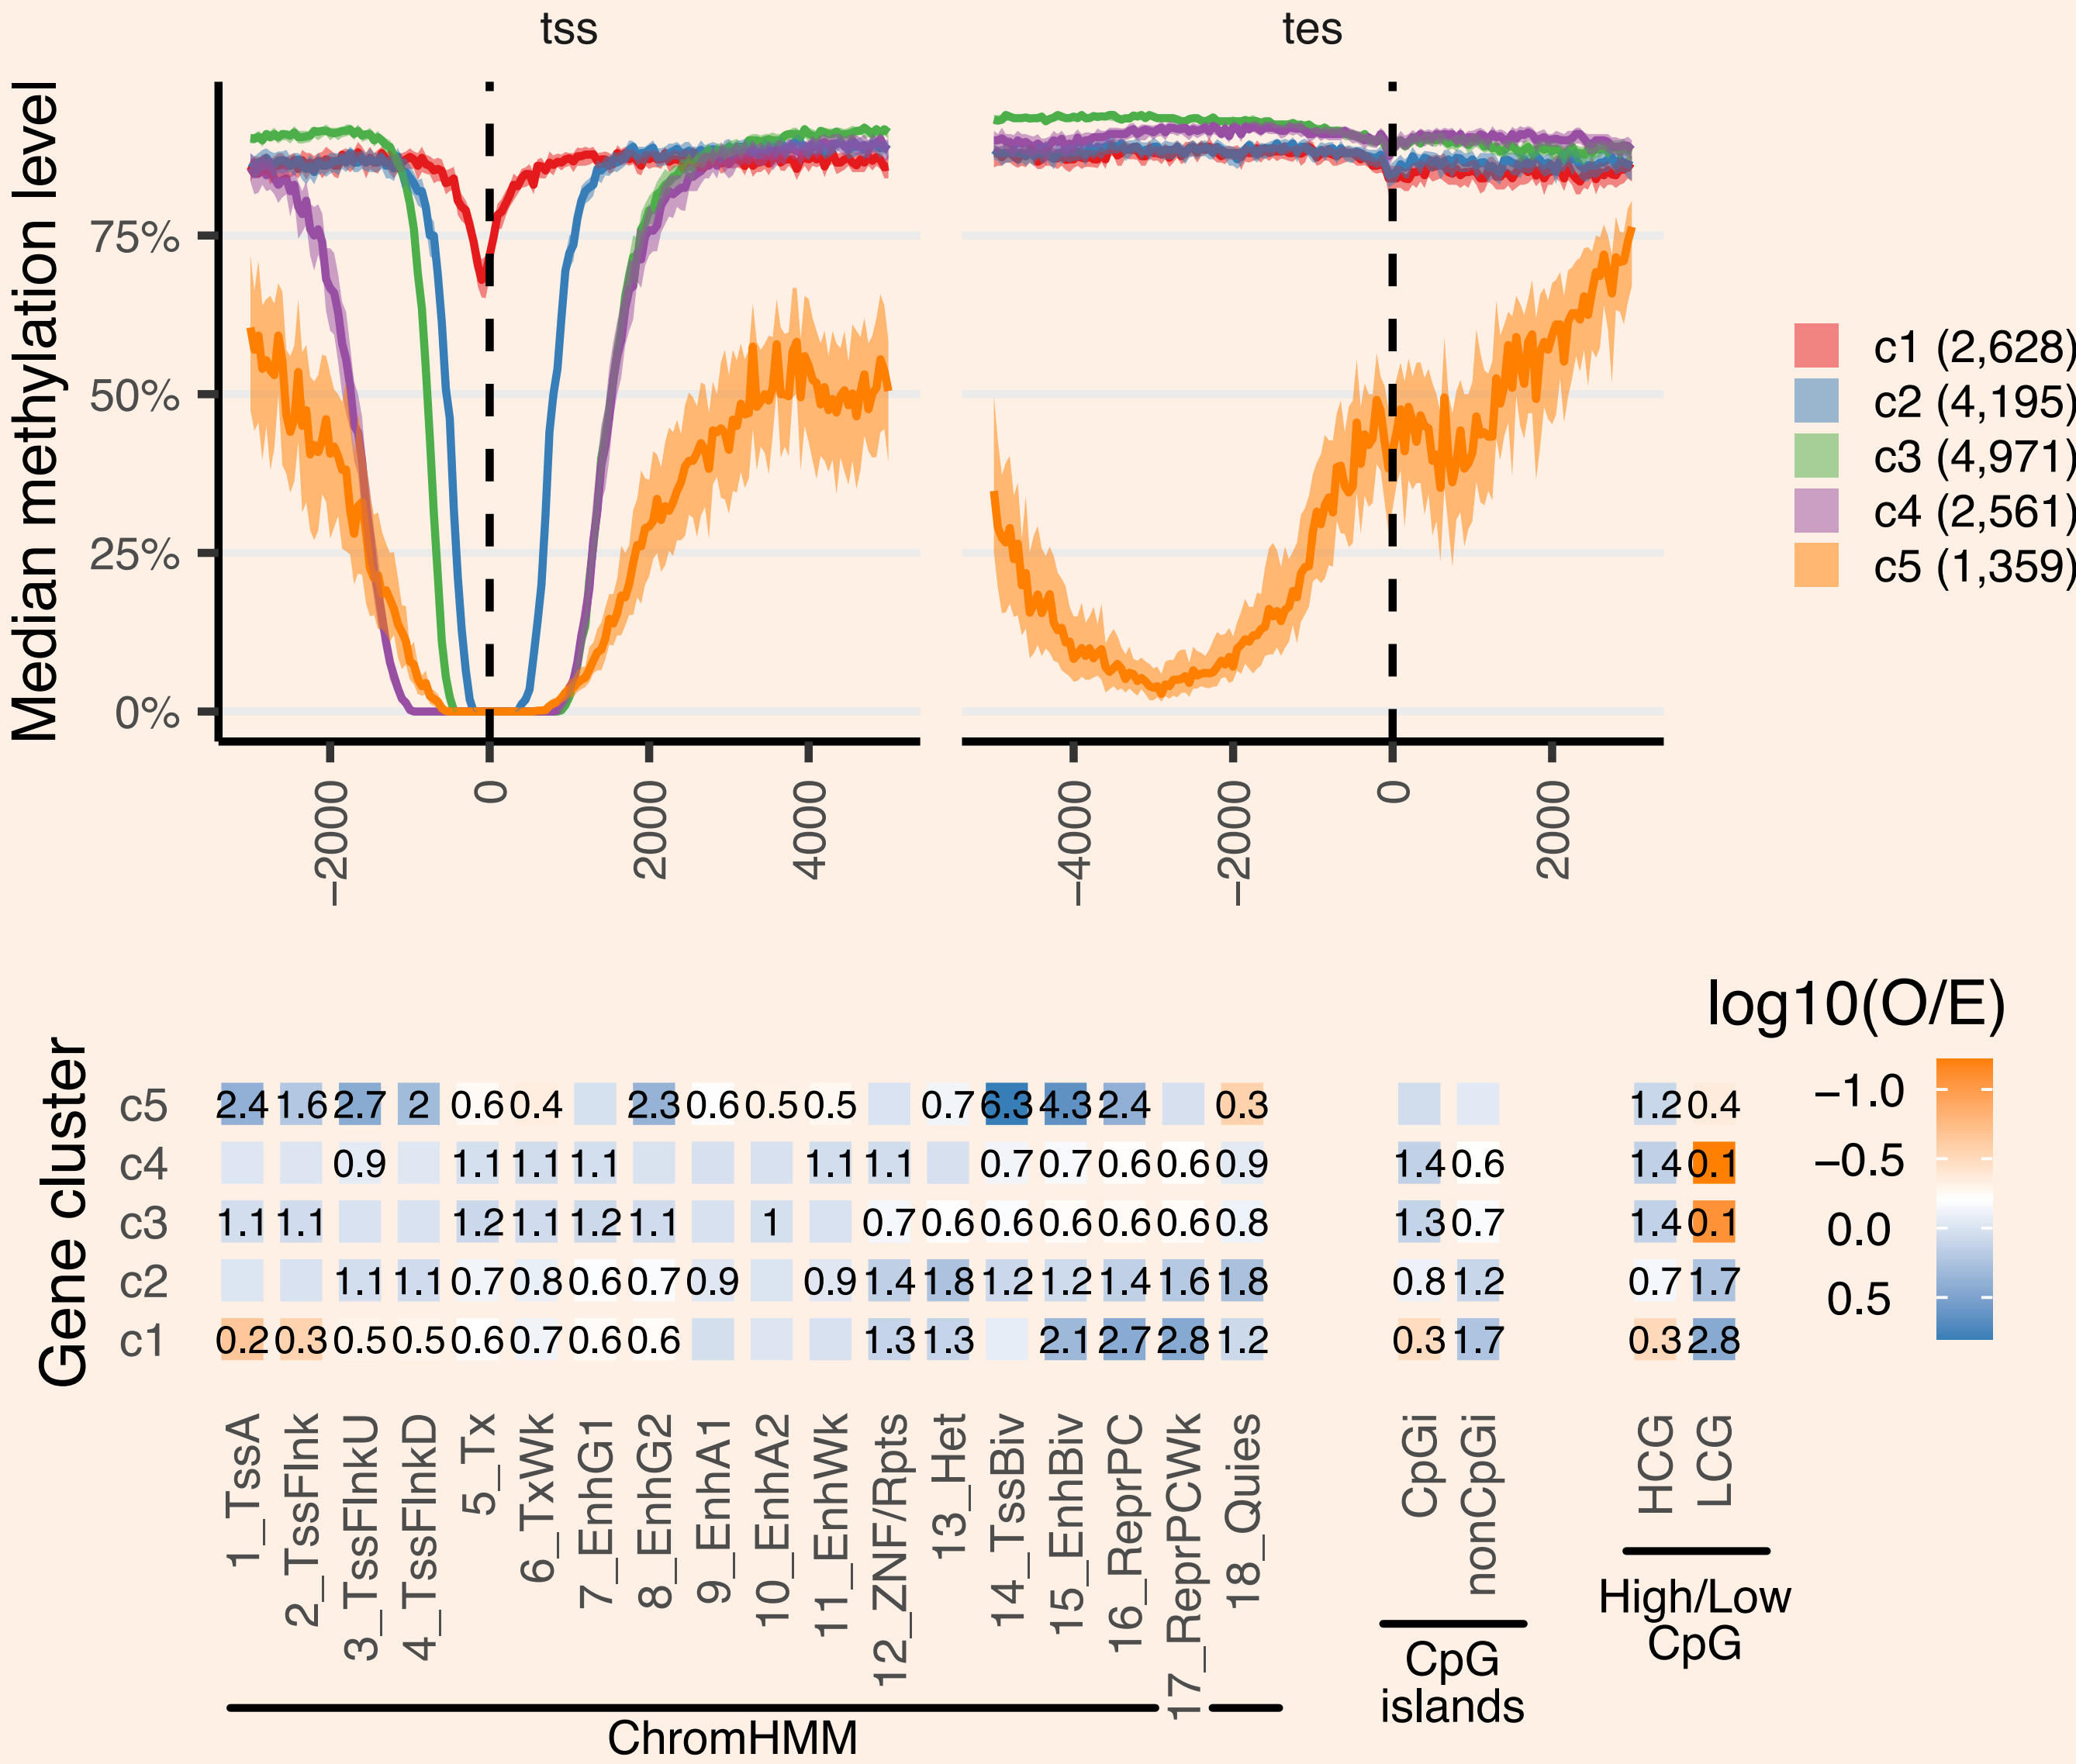 tss
tes
Median methylation level
75%
50%
25%
0%
−2000
0
2000
4000
−4000
−2000
0
2000
c1 (2,628)
c2 (4,195)
c3 (4,971)
c4 (2,561)
c5 (1,359)
log10(O/E)
−1.0
−0.5
0.0
0.5
Gene cluster
c5 2.4 1.6 2.7 2 0.6 0.4 2.3 0.6 0.5 0.5 0.7 6.3 4.3 2.4 0.3 1.2 0.4
c4 0.9 1.1 1.1 1.1 1.1 1.1 0.7 0.7 0.6 0.6 0.9 1.4 0.6 1.4 0.1
c3 1.1 1.1 1.2 1.1 1.2 1.1 1 0.7 0.6 0.6 0.6 0.6 0.6 0.8 1.3 0.7 1.4 0.1
c2 1.1 1.1 0.7 0.8 0.6 0.7 0.9 0.9 1.4 1.8 1.2 1.2 1.4 1.6 1.8 0.8 1.2 0.7 1.7
c1 0.2 0.3 0.5 0.5 0.6 0.7 0.6 0.6 1.3 1.3 2.1 2.7 2.8 1.2 0.3 1.7 0.3 2.8
1_TssA
2_TssFlnk
3_TssFlnkU
4_TssFlnkD
5_Tx
6_TxWk
7_EnhG1
8_EnhG2
9_EnhA1
10_EnhA2
11_EnhWk
12_ZNF/Rpts
13_Het
14_TssBiv
15_EnhBiv
16_ReprPC
17_ReprPCWk
18_Quies
CpGi
nonCpGi
HCG
LCG
ChromHMM
CpG
islands
High/Low
CpG